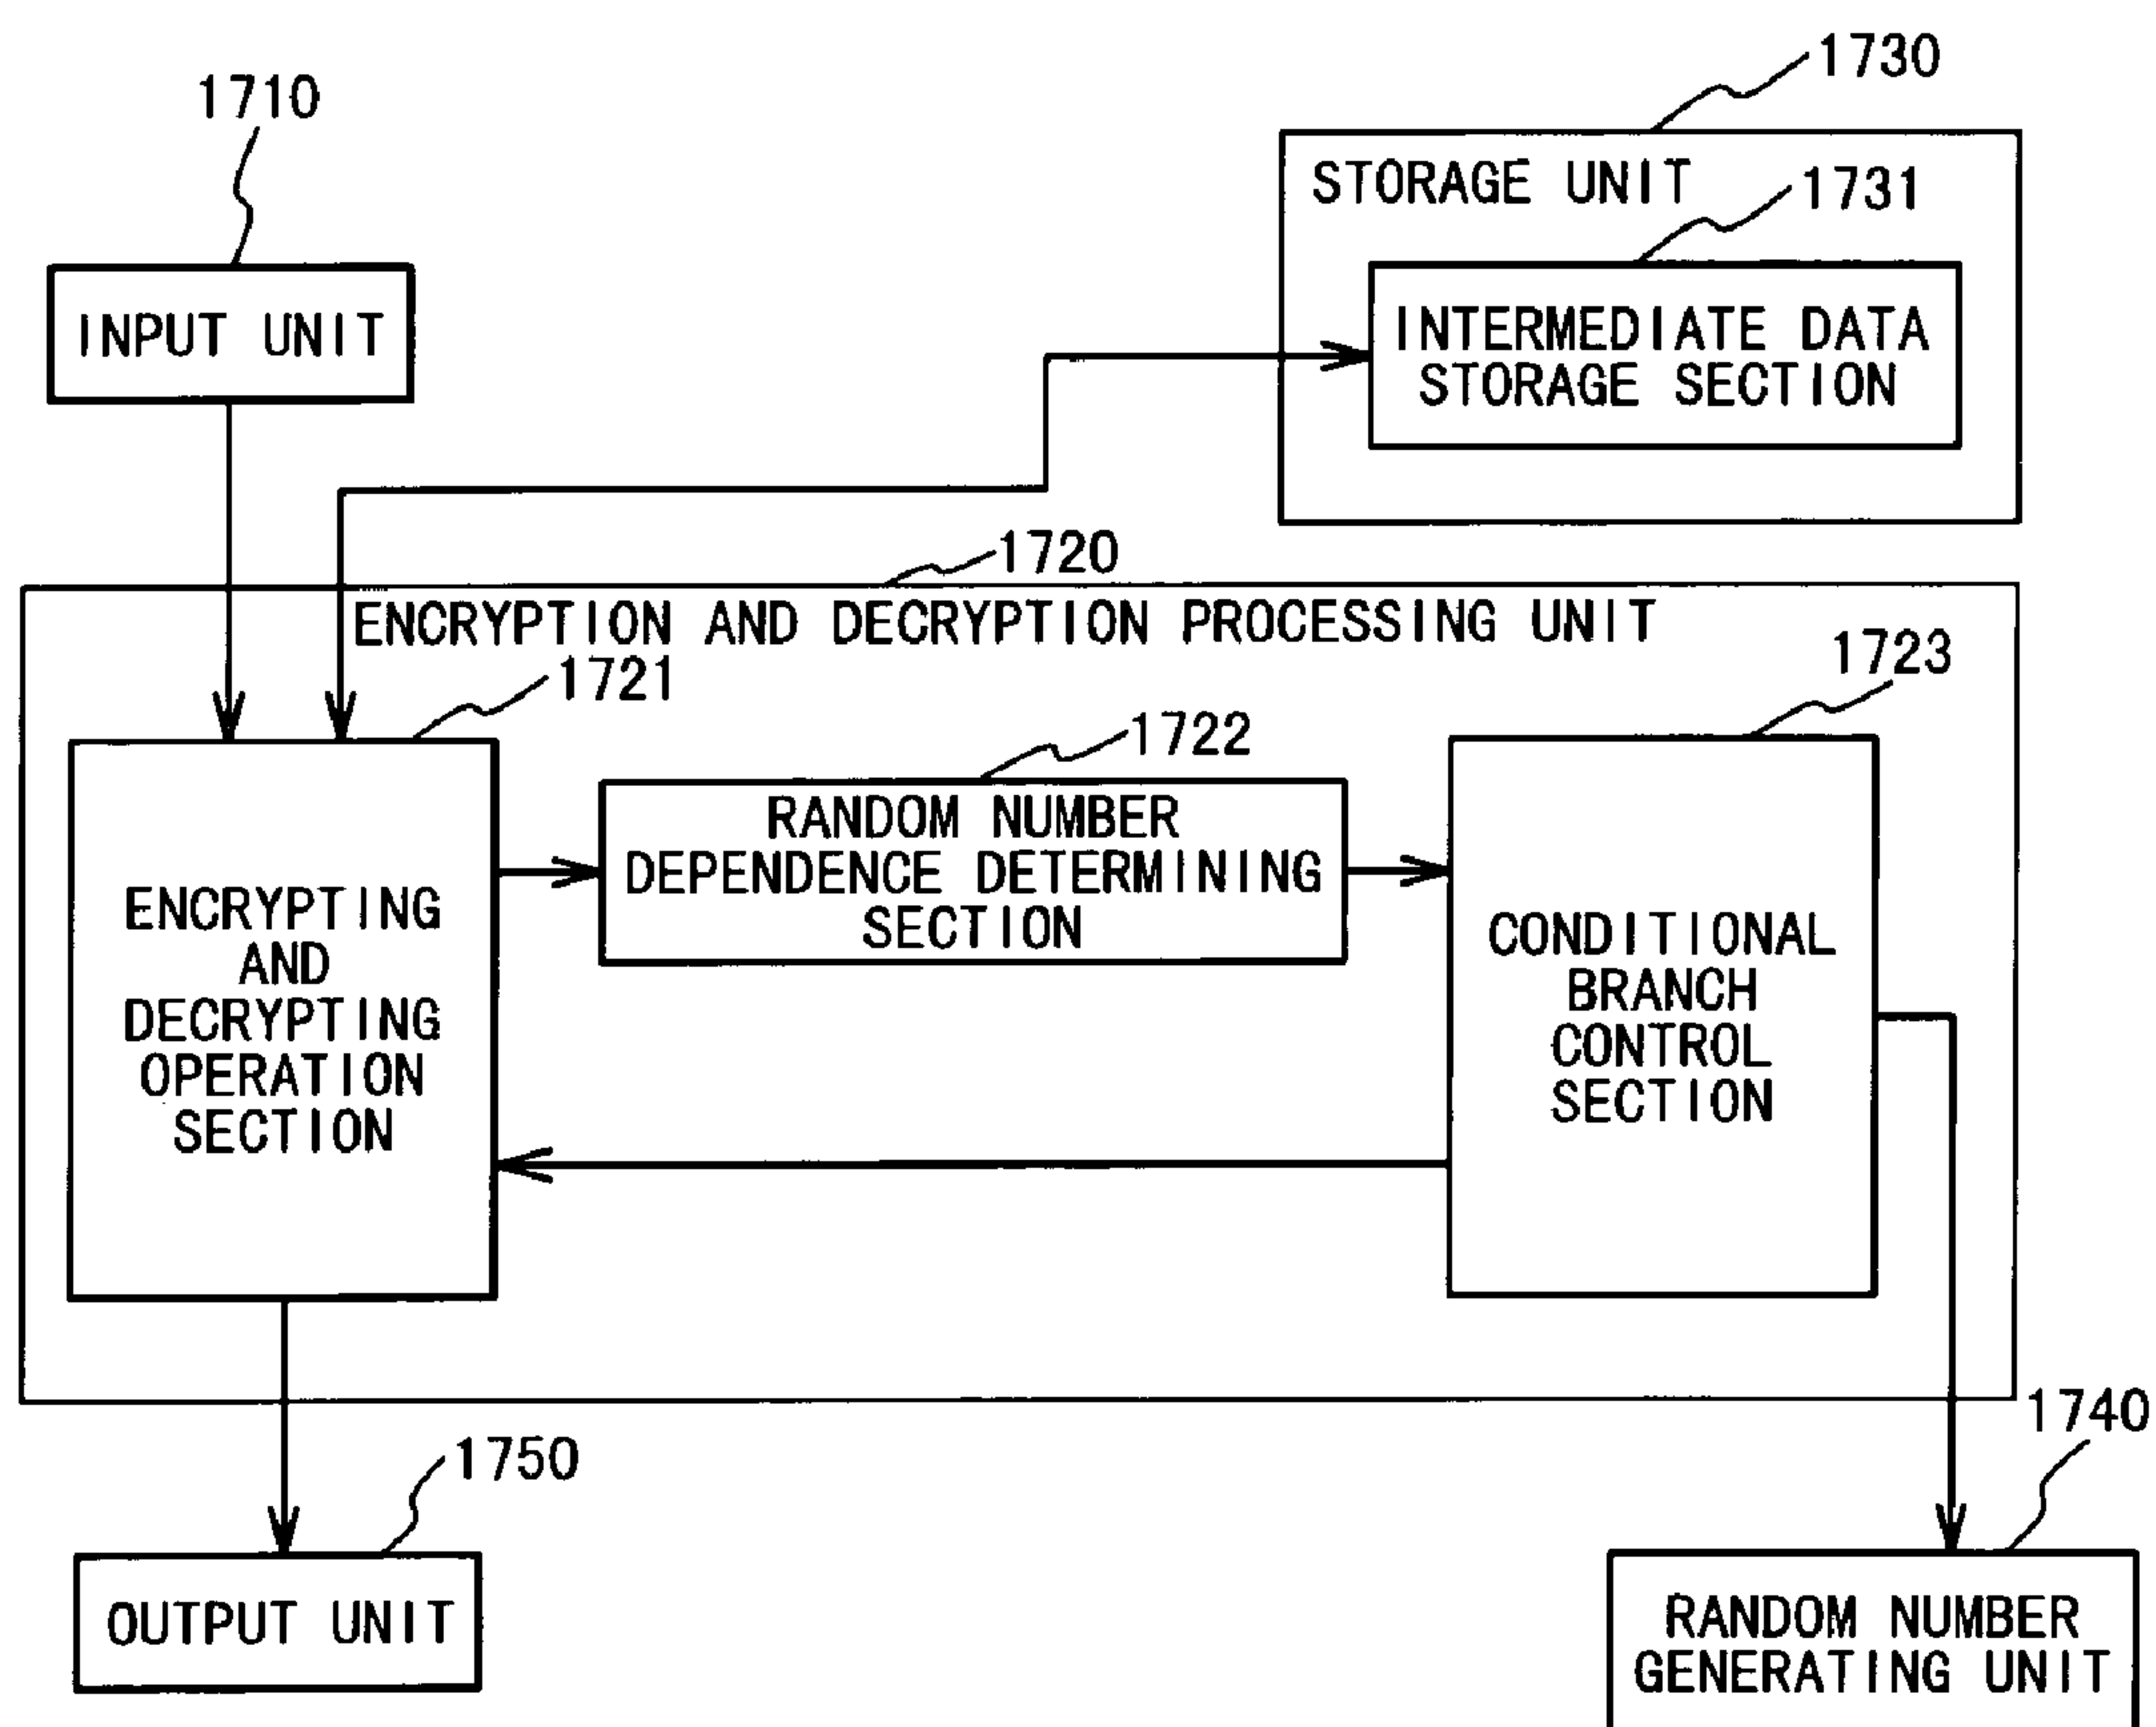 1730
1710
STORAGE UNIT
1731
INPUT UNIT
INTERMEDIATE DATA
STORAGE SECTION
1720
ENCRYPTION AND DECRYPTION PROCESSING UNIT
1723
1721
1722
RANDOM NUMBER
DEPENDENCE DETERMINING
SECTION
ENCRYPTING
AND
DECRYPTING
OPERATION
SECTION
CONDITIONAL
BRANCH
CONTROL
SECTION
1740
1750
OUTPUT UNIT
RANDOM NUMBER
GENERATING UNIT